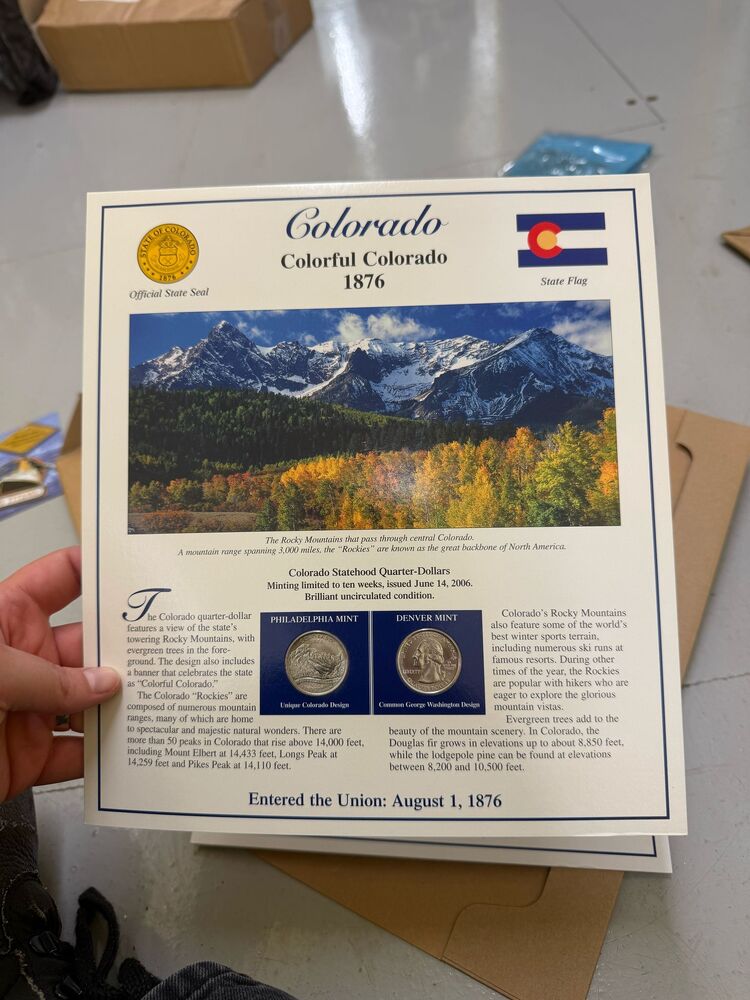 Colorado
Colorful Colorado
1876
STATE OF COLORADO
1876
Official State Seal
State Flag
The Rocky Mountains that pass through central Colorado.
A mountain range spanning 3,000 miles, the “Rockies” are known as the great backbone of North America.
Colorado Statehood Quarter-Dollars
Minting limited to ten weeks, issued June 14, 2006.
Brilliant uncirculated condition.
The Colorado quarter-dollar
features a view of the state’s
towering Rocky Mountains, with
evergreen trees in the fore-
ground. The design also includes
a banner that celebrates the state
as “Colorful Colorado.”
The Colorado “Rockies” are
composed of numerous mountain
ranges, many of which are home
to spectacular and majestic natural wonders. There are
more than 50 peaks in Colorado that rise above 14,000 feet,
including Mount Elbert at 14,433 feet, Longs Peak at
14,259 feet and Pikes Peak at 14,110 feet.
PHILADELPHIA MINT
Unique Colorado Design
DENVER MINT
LIBERTY
Common George Washington Design
Colorado’s Rocky Mountains
also feature some of the world’s
best winter sports terrain,
including numerous ski runs at
famous resorts. During other
times of the year, the Rockies
are popular with hikers who are
eager to explore the glorious
mountain vistas.
Evergreen trees add to the
beauty of the mountain scenery. In Colorado, the
Douglas fir grows in elevations up to about 8,850 feet,
while the lodgepole pine can be found at elevations
between 8,200 and 10,500 feet.
Entered the Union: August 1, 1876